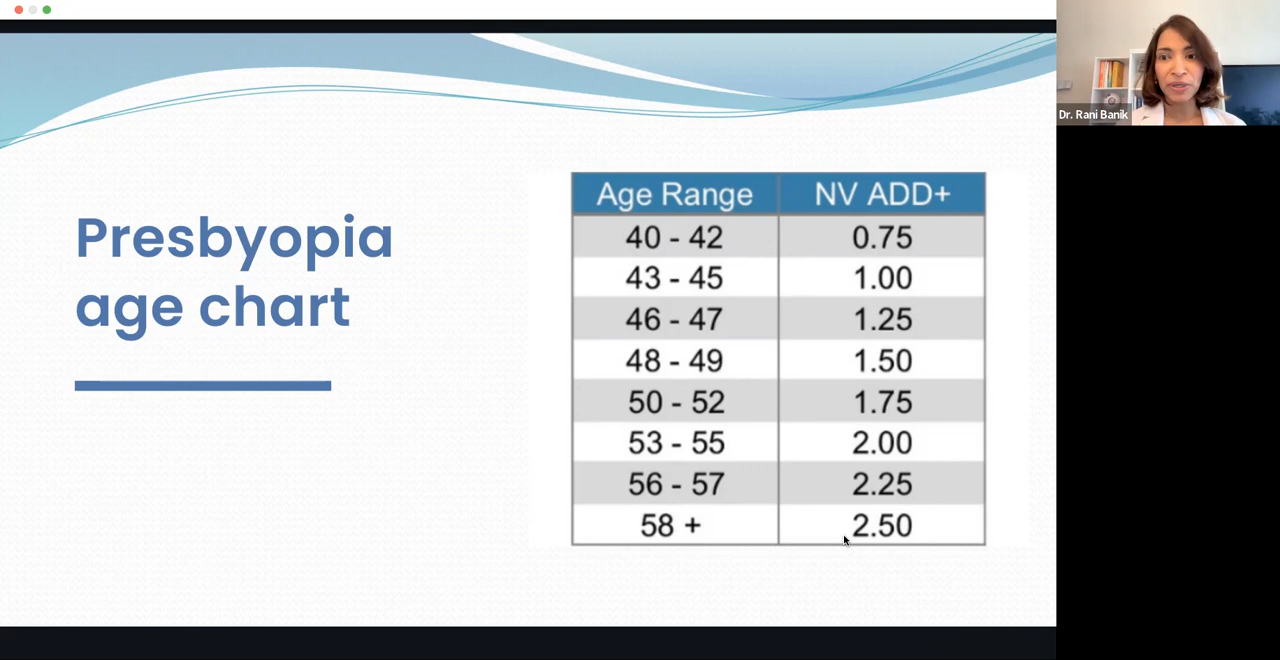 Presbyopia
age chart
Age Range NV ADD+
40 - 42 0.75
43 - 45 1.00
46 - 47 1.25
48 - 49 1.50
50 - 52 1.75
53 - 55 2.00
56 - 57 2.25
58 + 2.50
Dr. Rani Banik